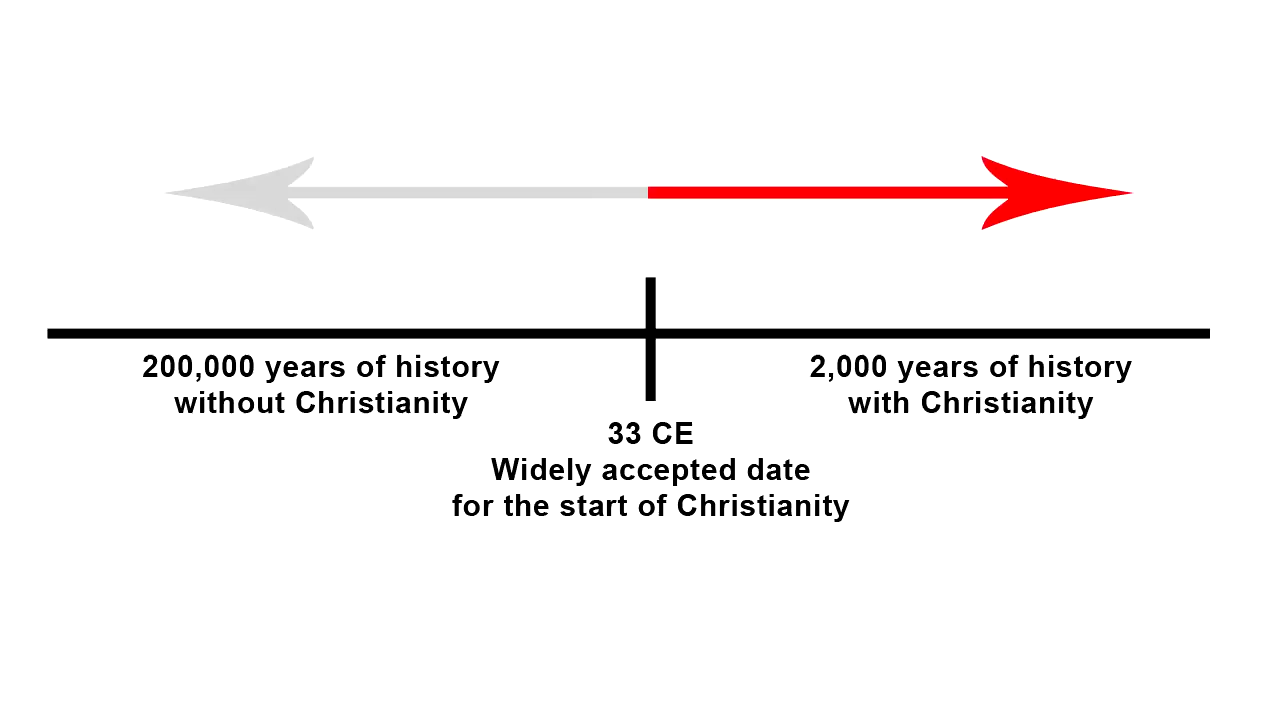 200,000 years of history
without Christianity
2,000 years of history
with Christianity
33 CE
Widely accepted date
for the start of Christianity